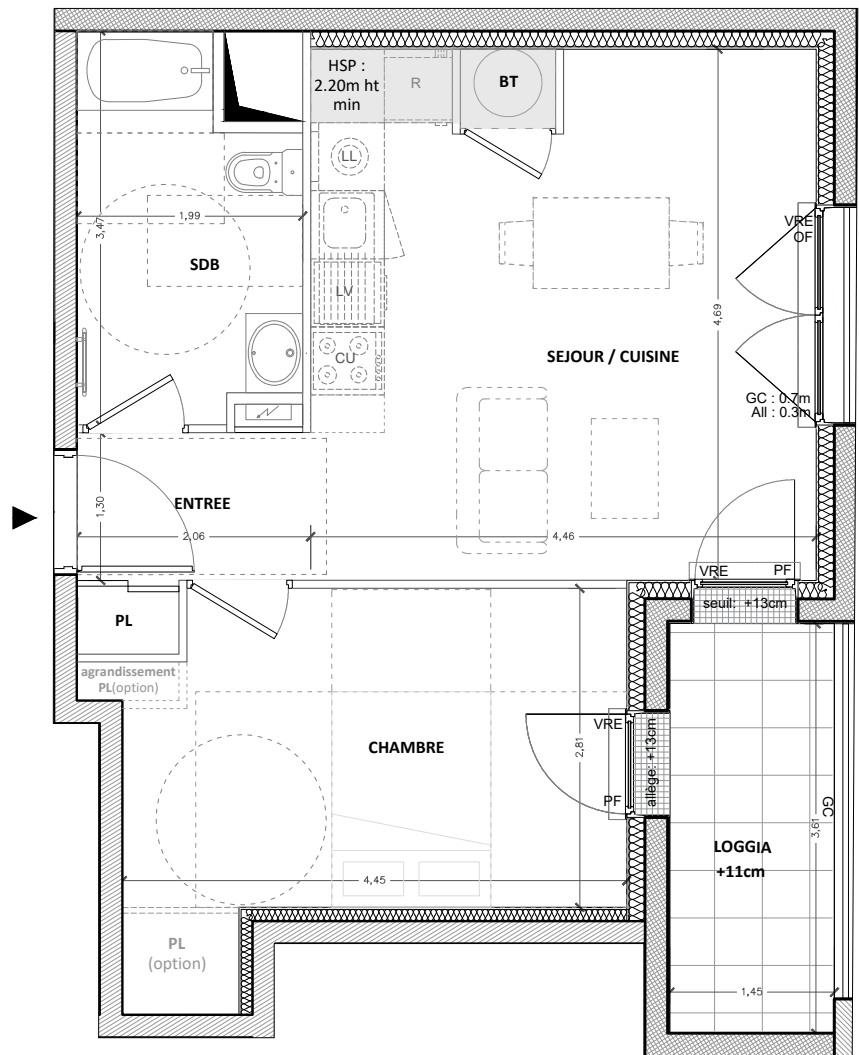 HSP :
2.20m ht
min
R
BT
LL
1,99
3,47
SDB
LV
CU
VRE
OF
4,69
SEJOUR / CUISINE
GC : 0.7m
All : 0.3m
ENTREE
1,30
2,06
4,46
VRE
PF
seuil: +13cm
PL
agrandissement
PL(option)
CHAMBRE
2,81
VRE
PF
allège: +13cm
GC
3,61
LOGGIA
+11cm
4,45
1,45
PL
(option)